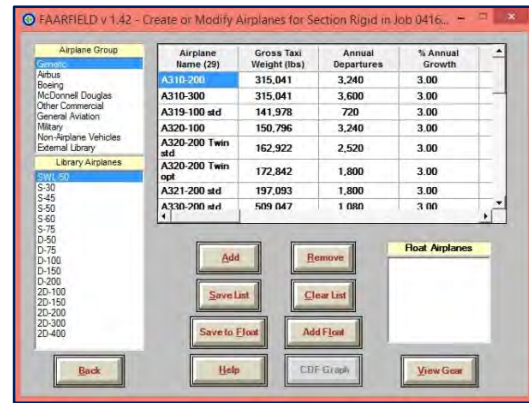 FAARFIELD v 1.42 - Create or Modify Airplanes for Section Rigid in Job 0416...
Airplane Group
Generic
Airbus
Boeing
McDonnell Douglas
Other Commercial
General Aviation
Military
Non-Airplane Vehicles
External Library
Library Airplanes
SWL-50
S-30
S-45
S-50
S-60
S-75
D-50
D-75
D-100
D-150
D-200
2D-100
2D-150
2D-200
2D-300
2D-400
Airplane Name (29) Gross Taxi Weight (lbs) Annual Departures % Annual Growth
A310-200 315,041 3,240 3.00
A310-300 315,041 3,600 3.00
A319-100 std 141,978 720 3.00
A320-100 150,796 3,240 3.00
A320-200 Twin std 162,922 2,520 3.00
A320-200 Twin opt 172,842 1,800 3.00
A321-200 std 197,093 1,800 3.00
A330-200 std 509,047 1,080 3.00
Add
Remove
Save List
Clear List
Save to Float
Add Float
Float Airplanes
Back
Help
CDF Graph
View Gear